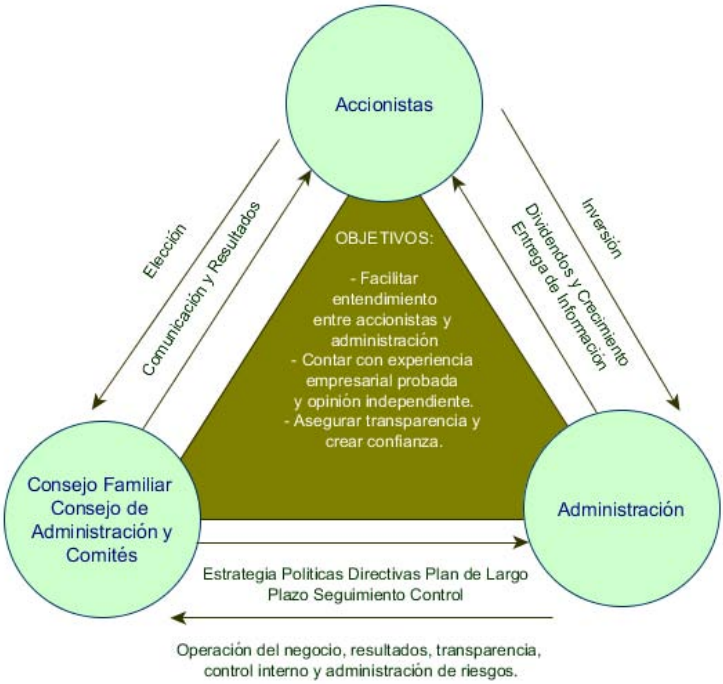 Accionistas
Elección
Comunicación y Resultados
Inversión
Dividendos y Crecimiento
Entrega de Información
OBJETIVOS:
- Facilitar
entendimiento
entre accionistas y
administración
- Contar con experiencia
empresarial probada
y opinión independiente.
- Asegurar transparencia y
crear confianza.
Consejo Familiar
Consejo de
Administración y
Comités
Administración
Estrategia Políticas Directivas Plan de Largo
Plazo Seguimiento Control
Operación del negocio, resultados, transparencia,
control interno y administración de riesgos.